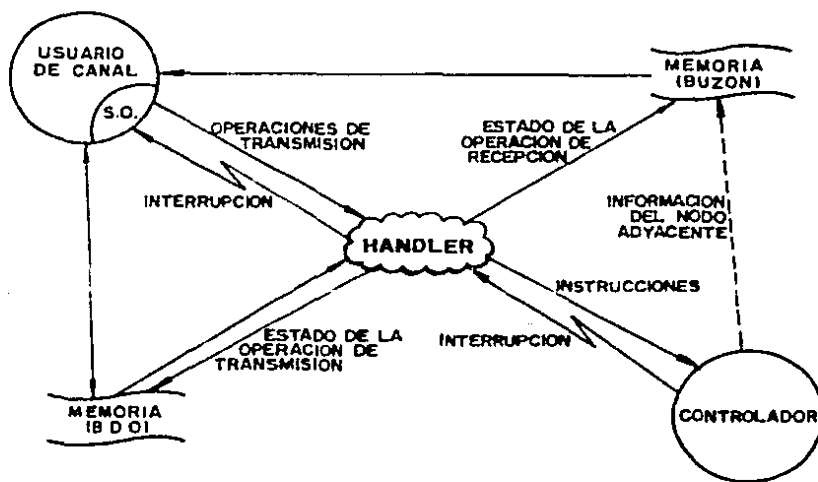 USUARIO
DE CANAL
S.O.
MEMORIA
(BUZON)
OPERACIONES DE
TRANSMISION
ESTADO DE LA
OPERACION DE
RECEPCION
INTERRUPCION
INFORMACION
DEL NODO
ADYACENTE
HANDLER
INSTRUCCIONES
INTERRUPCION
ESTADO DE LA
OPERACION DE
TRANSMISION
MEMORIA
(B D O)
CONTROLADOR